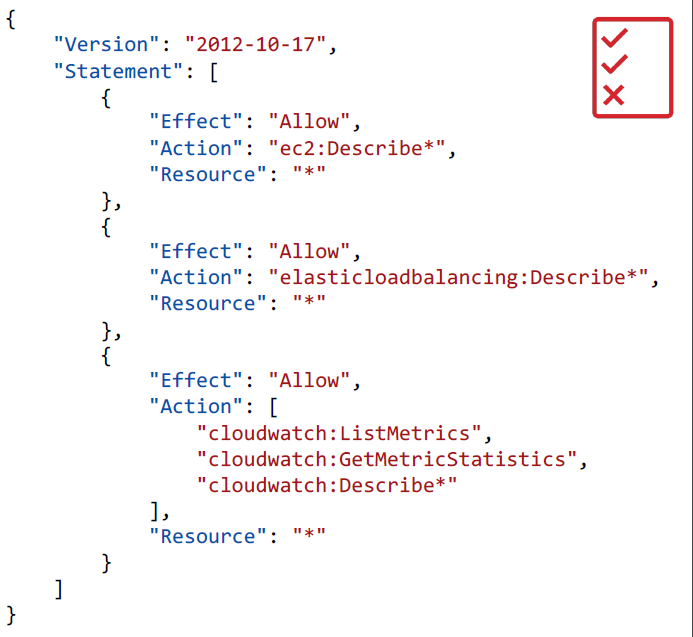 {
    "Version": "2012-10-17",
    "Statement": [
        {
            "Effect": "Allow",
            "Action": "ec2:Describe*",
            "Resource": "*"
        },
        {
            "Effect": "Allow",
            "Action": "elasticloadbalancing:Describe*",
            "Resource": "*"
        },
        {
            "Effect": "Allow",
            "Action": [
                "cloudwatch:ListMetrics",
                "cloudwatch:GetMetricStatistics",
                "cloudwatch:Describe*"
            ],
            "Resource": "*"
        }
    ]
}